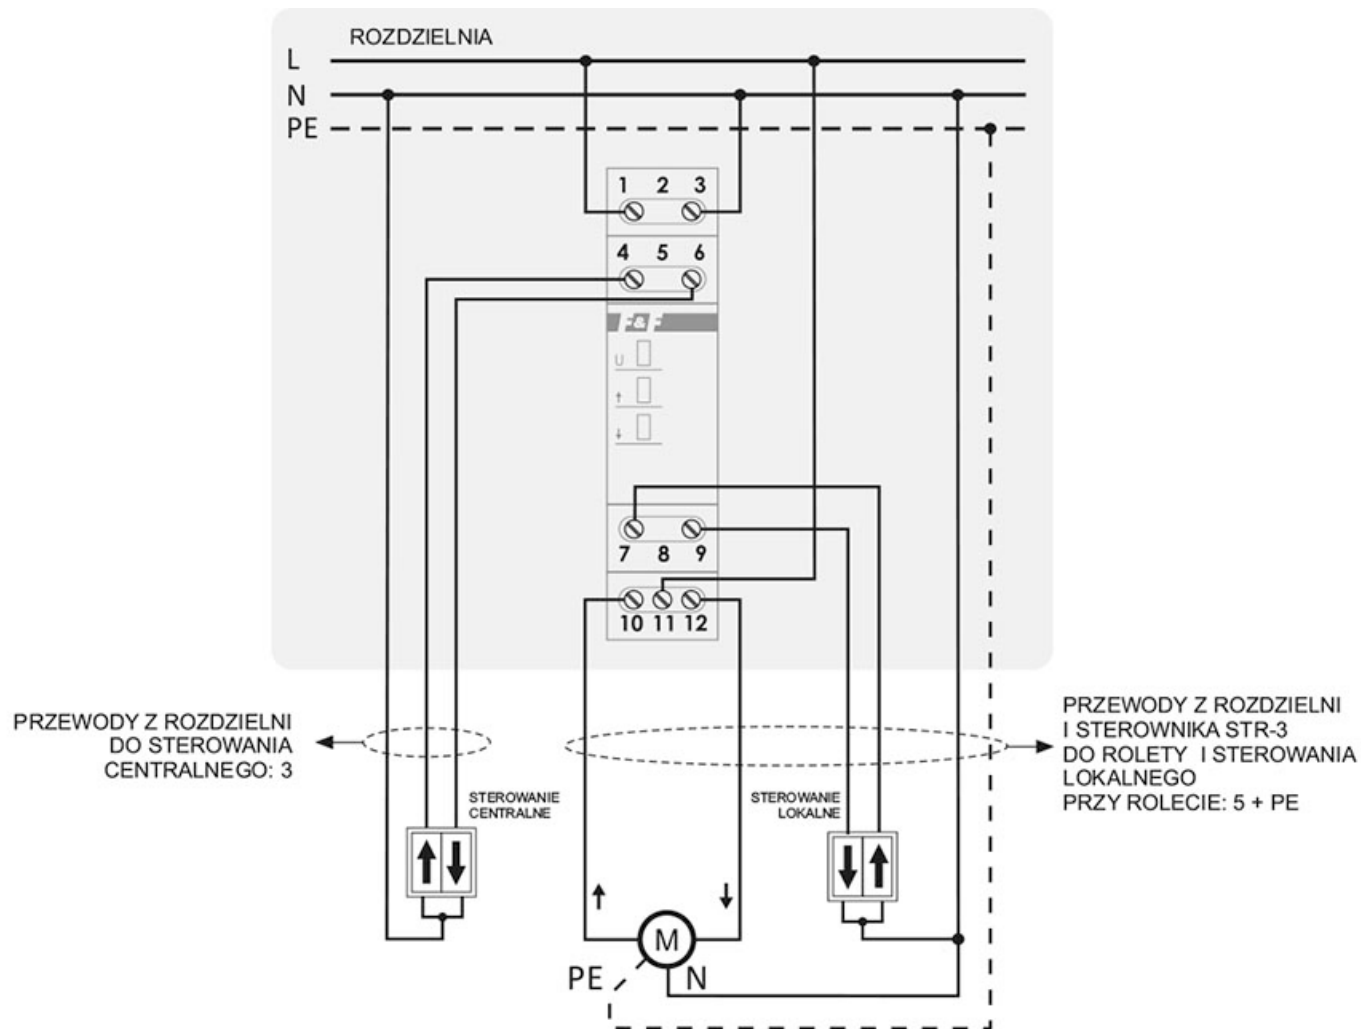 ROZDZIELNIA
L
N
PE
1 2 3
4 5 6
F&F
U
↑
↓
7 8 9
10 11 12
PRZEWODY Z ROZDZIELNI
DO STEROWANIA
CENTRALNEGO: 3
PRZEWODY Z ROZDZIELNI
I STEROWNIKA STR-3
DO ROLETY I STEROWANIA
LOKALNEGO
PRZY ROLECIE: 5 + PE
STEROWANIE
CENTRALNE
STEROWANIE
LOKALNE
M
PE
N